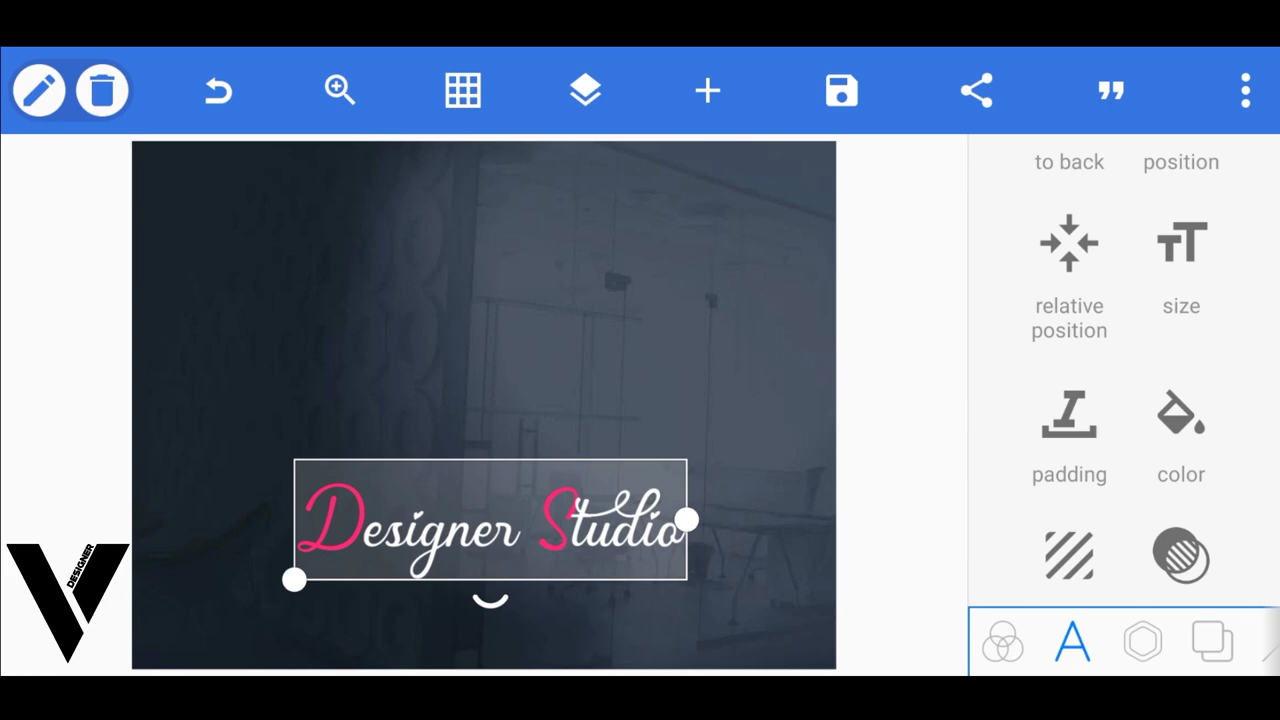 to back
position
relative
position
size
padding
color
Designer Studio
DESIGNER